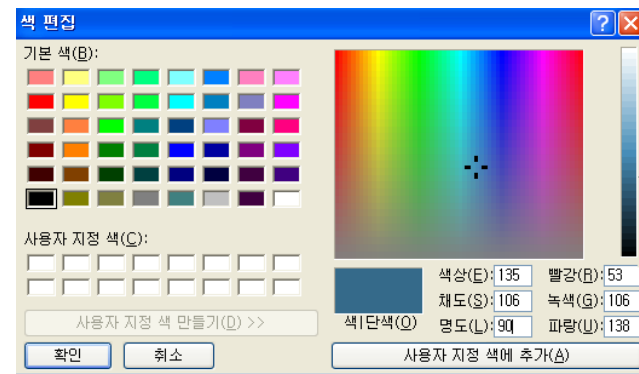 색 편집
기본 색(B):
사용자 지정 색(C):
사용자 지정 색 만들기(D) >>
확인
취소
색|단색(O)
색상(E): 135
빨강(R): 53
채도(S): 106
녹색(G): 106
명도(L): 90
파랑(U): 138
사용자 지정 색에 추가(A)